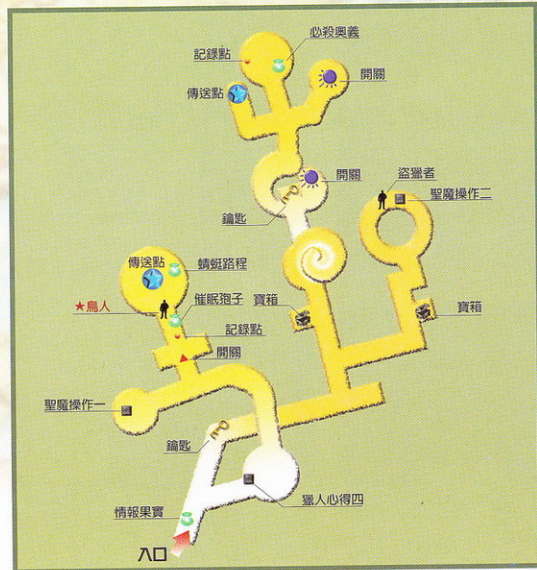 必殺奧義
記錄點
開關
傳送點
開關
盜獵者
聖魔操作二
鑰匙
傳送點
蜻蜓路程
催眠孢子
寶箱
寶箱
★鳥人
記錄點
開關
聖魔操作一
鑰匙
獵人心得四
情報果實
入口